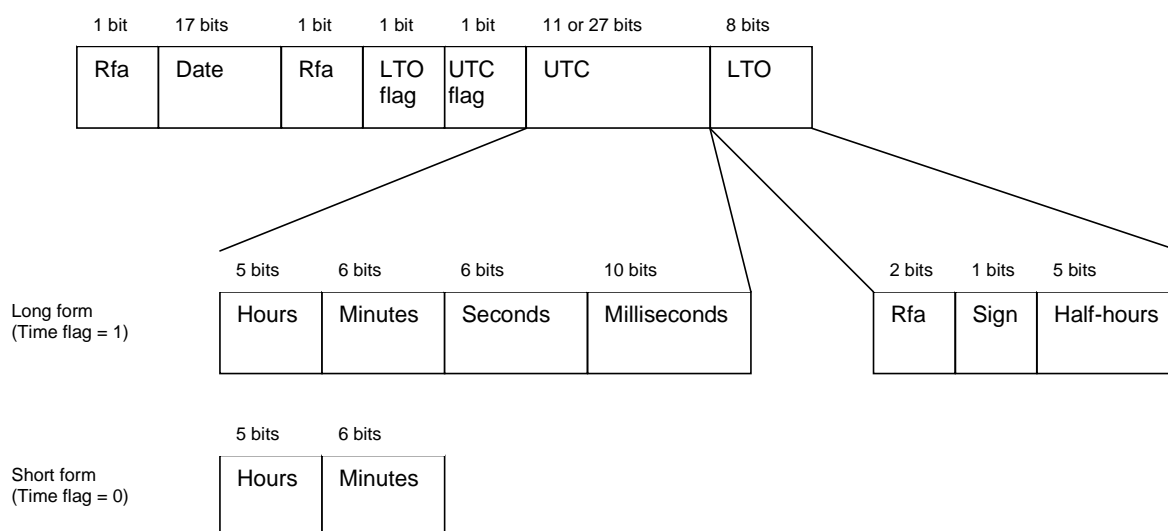 1 bit 17 bits 1 bit 1 bit 1 bit 11 or 27 bits 8 bits
Rfa Date Rfa LTO flag UTC flag UTC LTO
5 bits 6 bits 6 bits 10 bits 2 bits 1 bits 5 bits
Long form
(Time flag = 1)
Hours Minutes Seconds Milliseconds Rfa Sign Half-hours
5 bits 6 bits
Short form
(Time flag = 0)
Hours Minutes